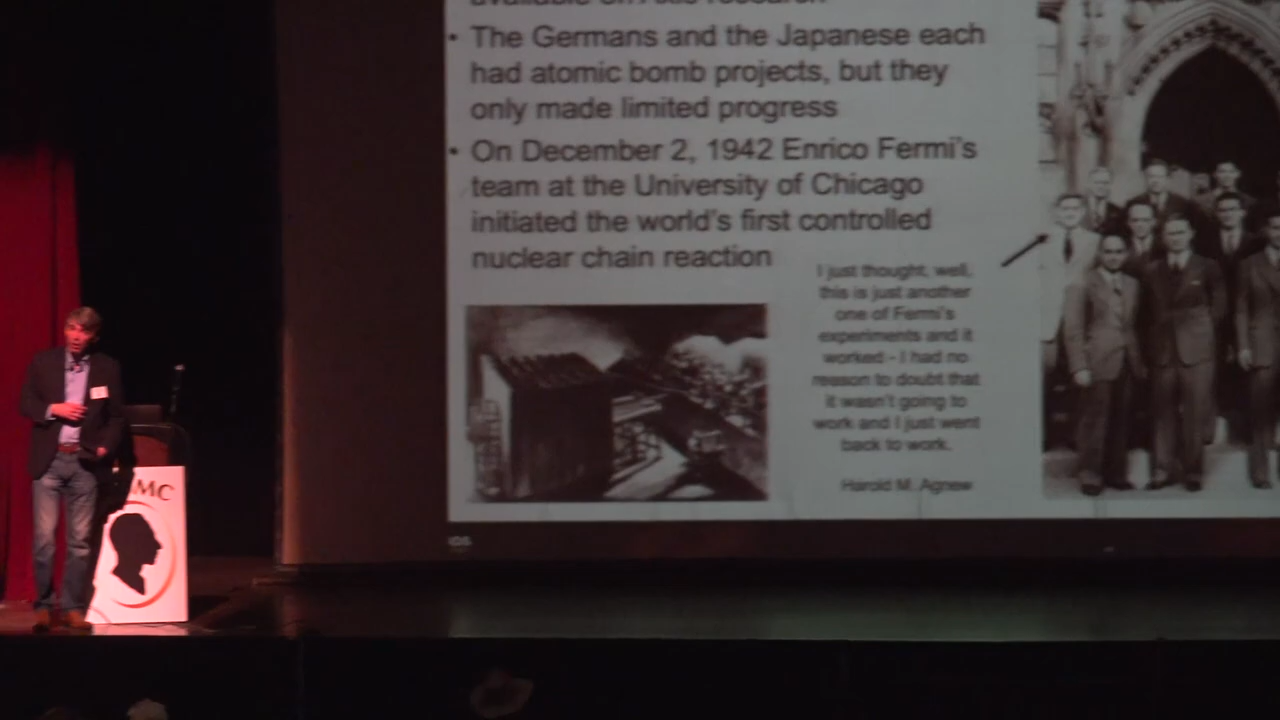 The Germans and the Japanese each
had atomic bomb projects, but they
only made limited progress
On December 2, 1942 Enrico Fermi's
team at the University of Chicago
initiated the world's first controlled
nuclear chain reaction
I just thought, well,
this is just another
one of Fermi's
experiments and it
worked - I had no
reason to doubt that
it wasn't going to
work and I just went
back to work.
Harold M. Agnew
MC